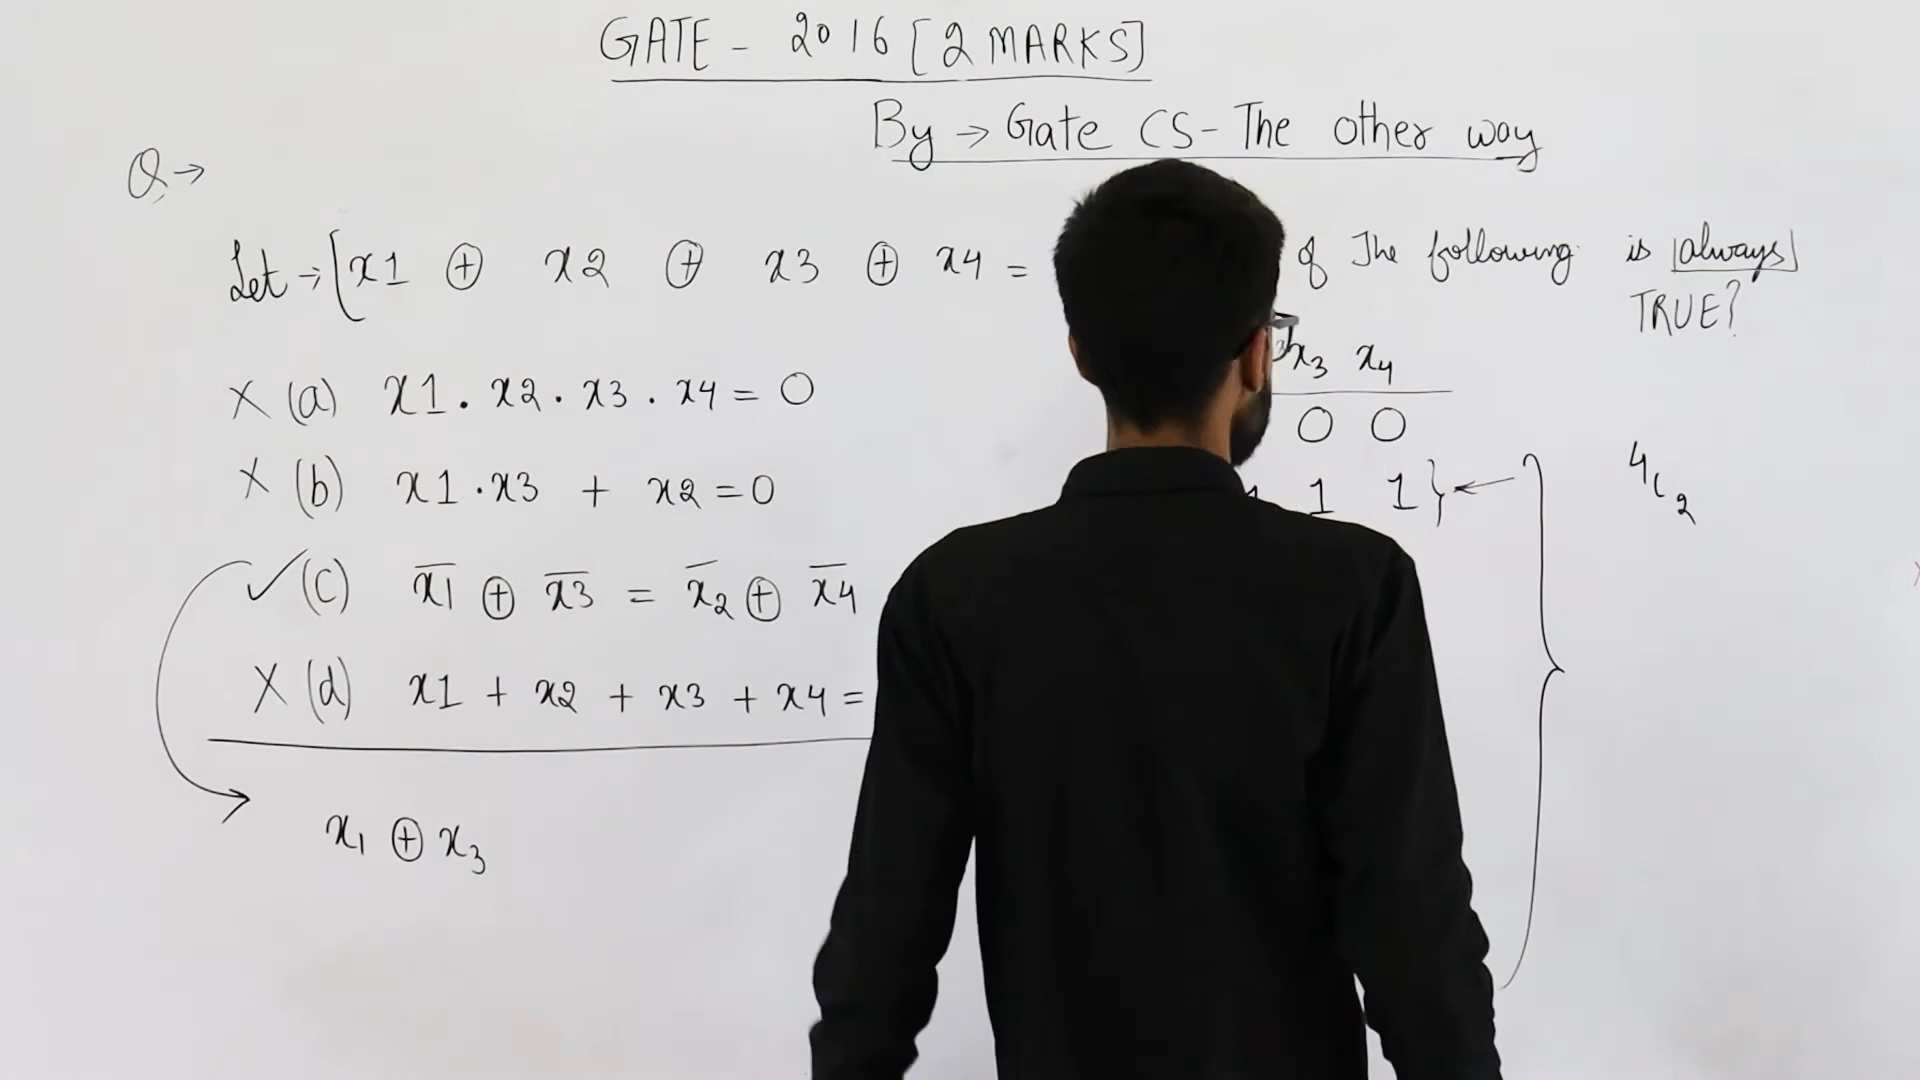 GATE - 2016 [2 MARKS]
By → Gate CS - The other way
Q →
Let → [x1 ⊕ x2 ⊕ x3 ⊕ x4 = of The following is |always|
TRUE?
x3 x4
X (a) x1 . x2 . x3 . x4 = 0
0 0
X (b) x1 . x3 + x2 = 0
1 1 } ←
4c2
✓ (c) x̅1 ⊕ x̅3 = x̅2 ⊕ x̅4
X (d) x1 + x2 + x3 + x4 =
x1 ⊕ x3